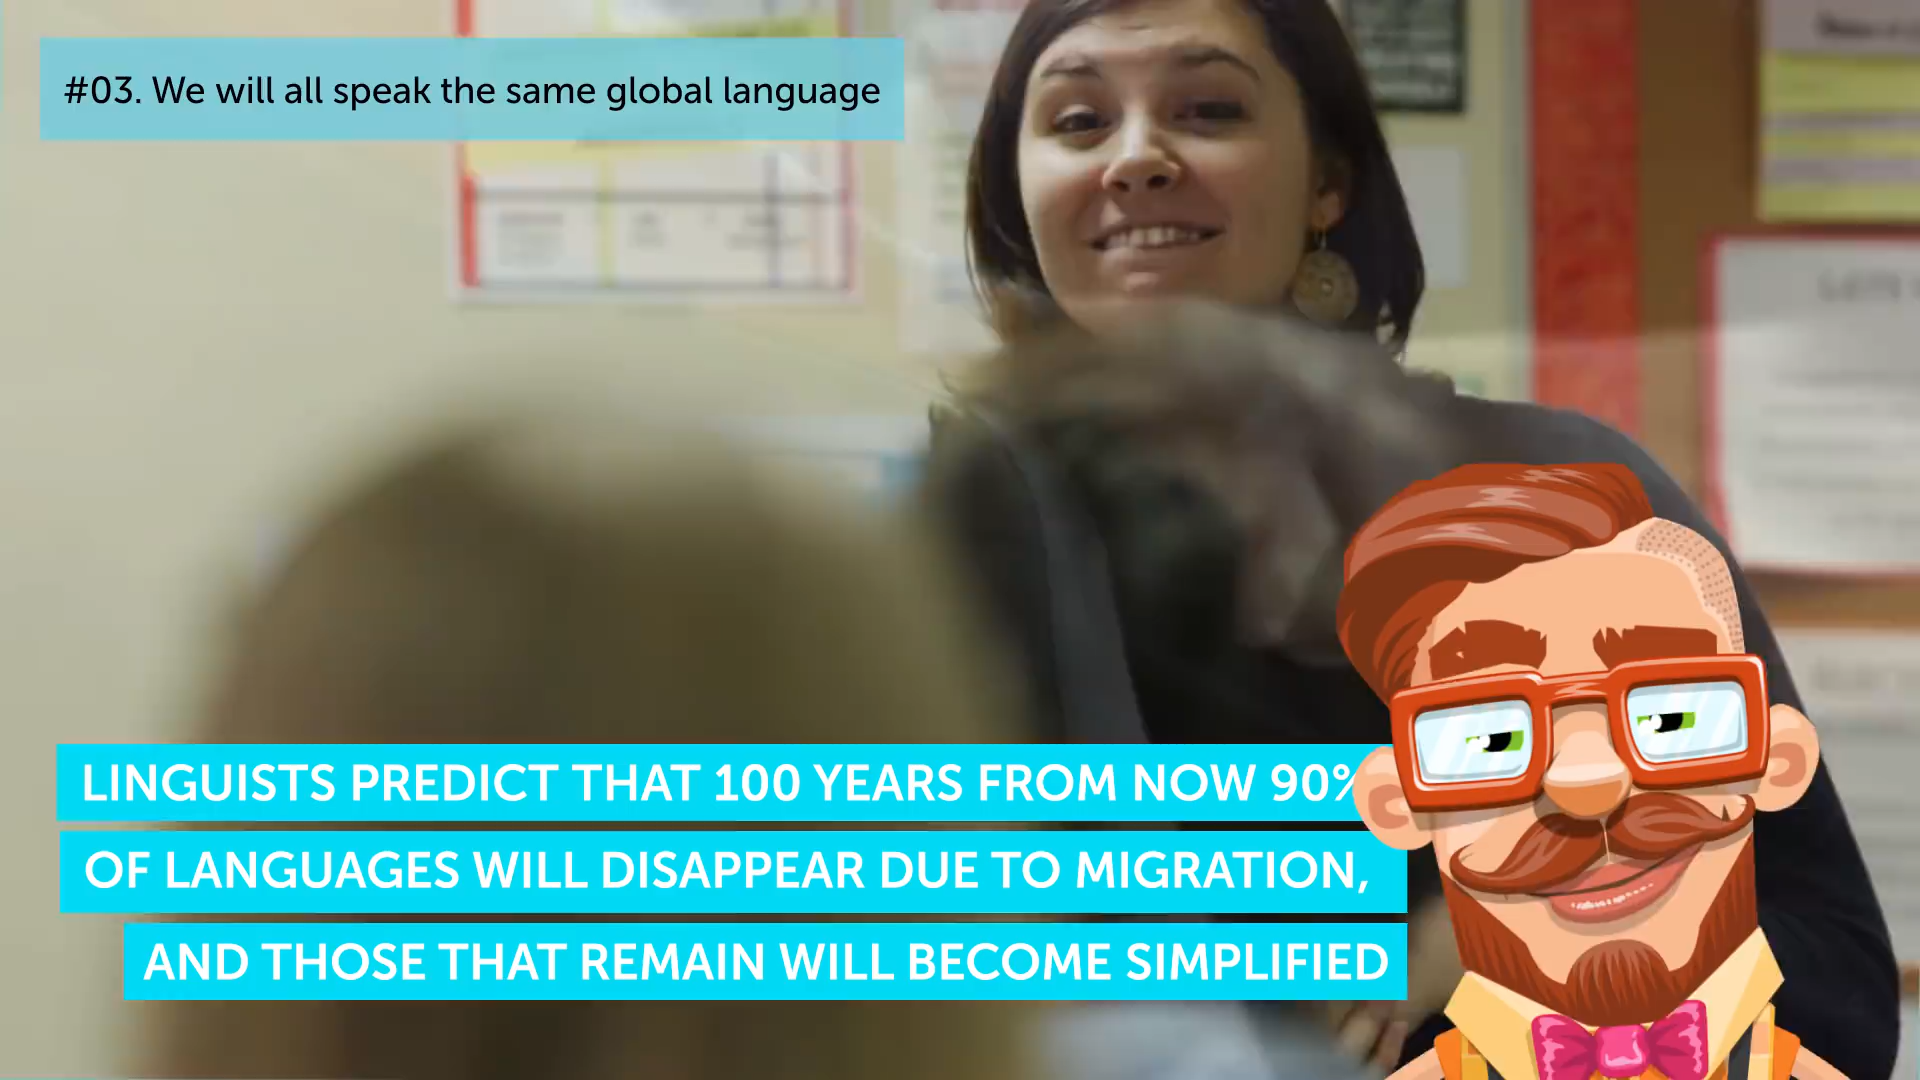 #03. We will all speak the same global language
LINGUISTS PREDICT THAT 100 YEARS FROM NOW 90%
OF LANGUAGES WILL DISAPPEAR DUE TO MIGRATION,
AND THOSE THAT REMAIN WILL BECOME SIMPLIFIED